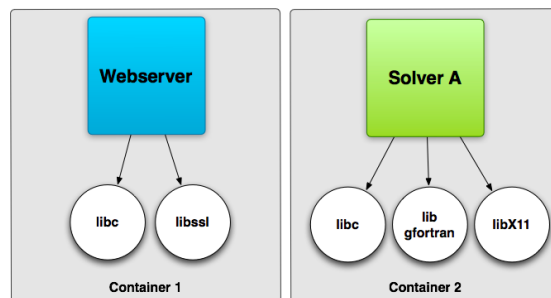 Webserver
libc
libssl
Container 1
Solver A
libc
lib
gfortran
libX11
Container 2